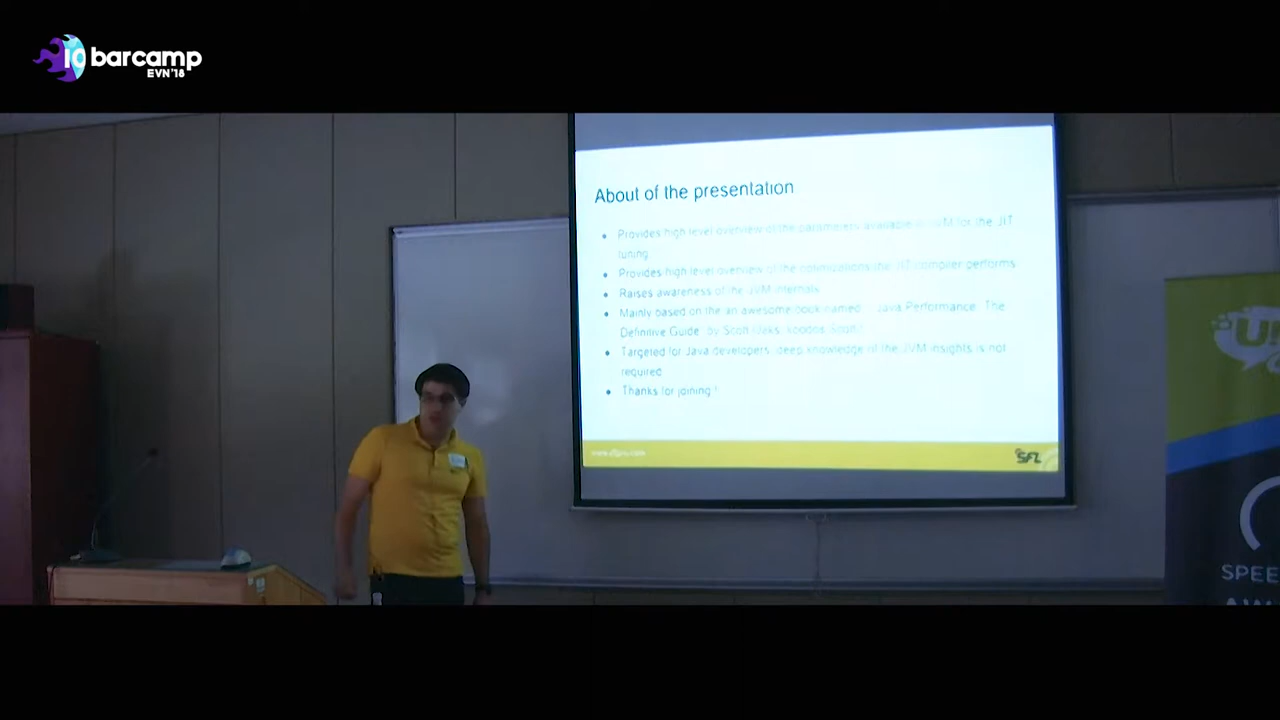 10 barcamp
EVN'18
About of the presentation
Provides high level overview of the parameters available in JVM for the JIT
tuning
Provides high level overview of the optimizations the JIT compiler performs
Raises awareness of the JVM internals
Mainly based on the an awesome book named Java Performance: The
Definitive Guide by Scott
Targeted for Java developers, deep knowledge of the JVM insights is not
required
Thanks for joining !
SFL
SPEE